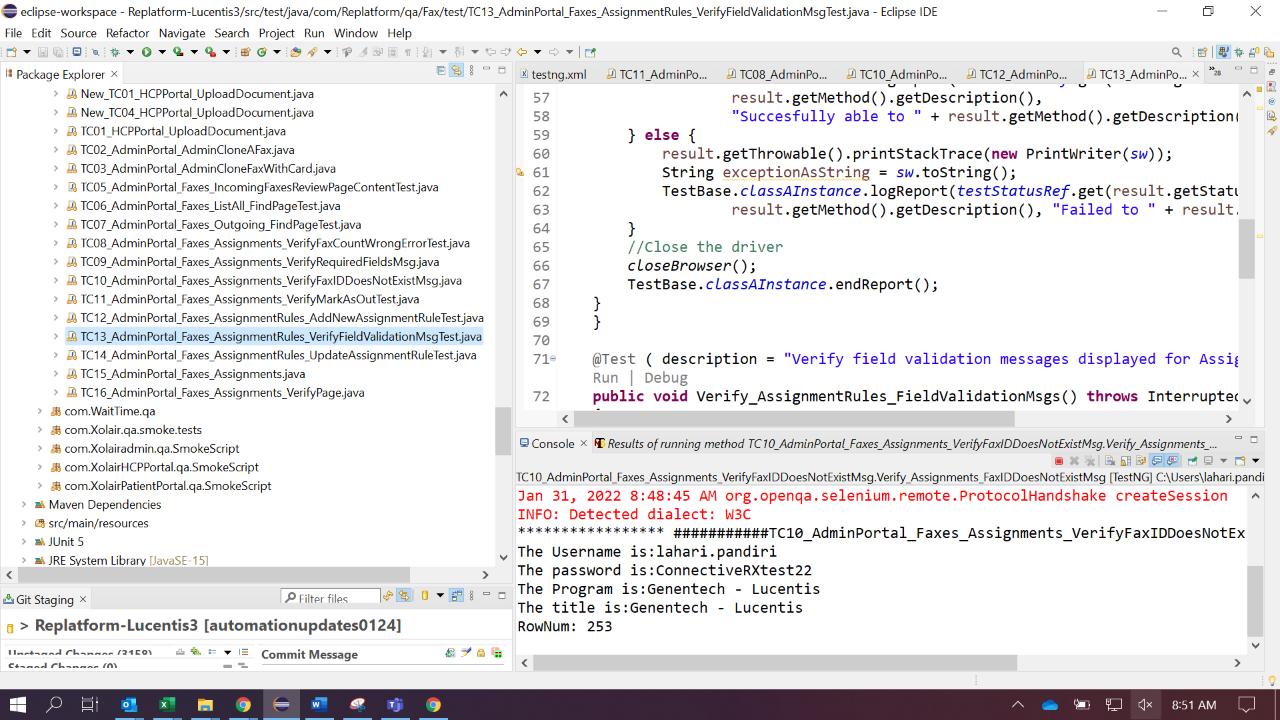 eclipse-workspace - Replatform-Lucentis3/src/test/java/com/Replatform/qa/Fax/test/TC13_AdminPortal_Faxes_AssignmentRules_VerifyFieldValidationMsgTest.java - Eclipse IDE
File Edit Source Refactor Navigate Search Project Run Window Help
Package Explorer
New_TC01_HCPPortal_UploadDocument.java
New_TC04_HCPPortal_UploadDocument.java
TC01_HCPPortal_UploadDocument.java
TC02_AdminPortal_AdminCloneAFax.java
TC03_AdminPortal_AdminCloneFaxWithCard.java
TC05_AdminPortal_Faxes_IncomingFaxesReviewPageContentTest.java
TC06_AdminPortal_Faxes_ListAll_FindPageTest.java
TC07_AdminPortal_Faxes_Outgoing_FindPageTest.java
TC08_AdminPortal_Faxes_Assignments_VerifyFaxCountWrongErrorTest.java
TC09_AdminPortal_Faxes_Assignments_VerifyRequiredFieldsMsg.java
TC10_AdminPortal_Faxes_Assignments_VerifyFaxIDDoesNotExistMsg.java
TC11_AdminPortal_Faxes_Assignments_VerifyMarkAsOutTest.java
TC12_AdminPortal_Faxes_AssignmentRules_AddNewAssignmentRuleTest.java
TC13_AdminPortal_Faxes_AssignmentRules_VerifyFieldValidationMsgTest.java
TC14_AdminPortal_Faxes_AssignmentRules_UpdateAssignmentRuleTest.java
TC15_AdminPortal_Faxes_Assignments.java
TC16_AdminPortal_Faxes_Assignments_VerifyPage.java
com.WaitTime.qa
com.Xolair.qa.smoke.tests
com.Xolairadmin.qa.SmokeScript
com.XolairHCPPortal.qa.SmokeScript
com.XolairPatientPortal.qa.SmokeScript
Maven Dependencies
src/main/resources
JUnit 5
JRE System Library [JavaSE-15]
Git Staging
Filter files
> Replatform-Lucentis3 [automationupdates0124]
Unstaged Changes (3158)
Commit Message
Staged Changes (0)
testng.xml TC11_AdminPo... TC08_AdminPo... TC10_AdminPo... TC12_AdminPo... TC13_AdminPo... »28
57 result.getMethod().getDescription(),
58 "Succesfully able to " + result.getMethod().getDescription(
59 } else {
60 result.getThrowable().printStackTrace(new PrintWriter(sw));
61 String exceptionAsString = sw.toString();
62 TestBase.classAInstance.logReport(testStatusRef.get(result.getStatu
63 result.getMethod().getDescription(), "Failed to " + result.
64 }
65 //Close the driver
66 closeBrowser();
67 TestBase.classAInstance.endReport();
68 }
69 }
70
71 @Test ( description = "Verify field validation messages displayed for Assig
Run | Debug
72 public void Verify_AssignmentRules_FieldValidationMsgs() throws Interrupted
Console Results of running method TC10_AdminPortal_Faxes_Assignments_VerifyFaxIDDoesNotExistMsg.Verify_Assignments_...
TC10_AdminPortal_Faxes_Assignments_VerifyFaxIDDoesNotExistMsg.Verify_Assignments_FaxIDDoesNotExistMsg [TestNG] C:\Users\lahari.pandi
Jan 31, 2022 8:48:45 AM org.openqa.selenium.remote.ProtocolHandshake createSession
INFO: Detected dialect: W3C
***************** ###########TC10_AdminPortal_Faxes_Assignments_VerifyFaxIDDoesNotEx
The Username is:lahari.pandiri
The password is:ConnectiveRXtest22
The Program is:Genentech - Lucentis
The title is:Genentech - Lucentis
RowNum: 253
8:51 AM